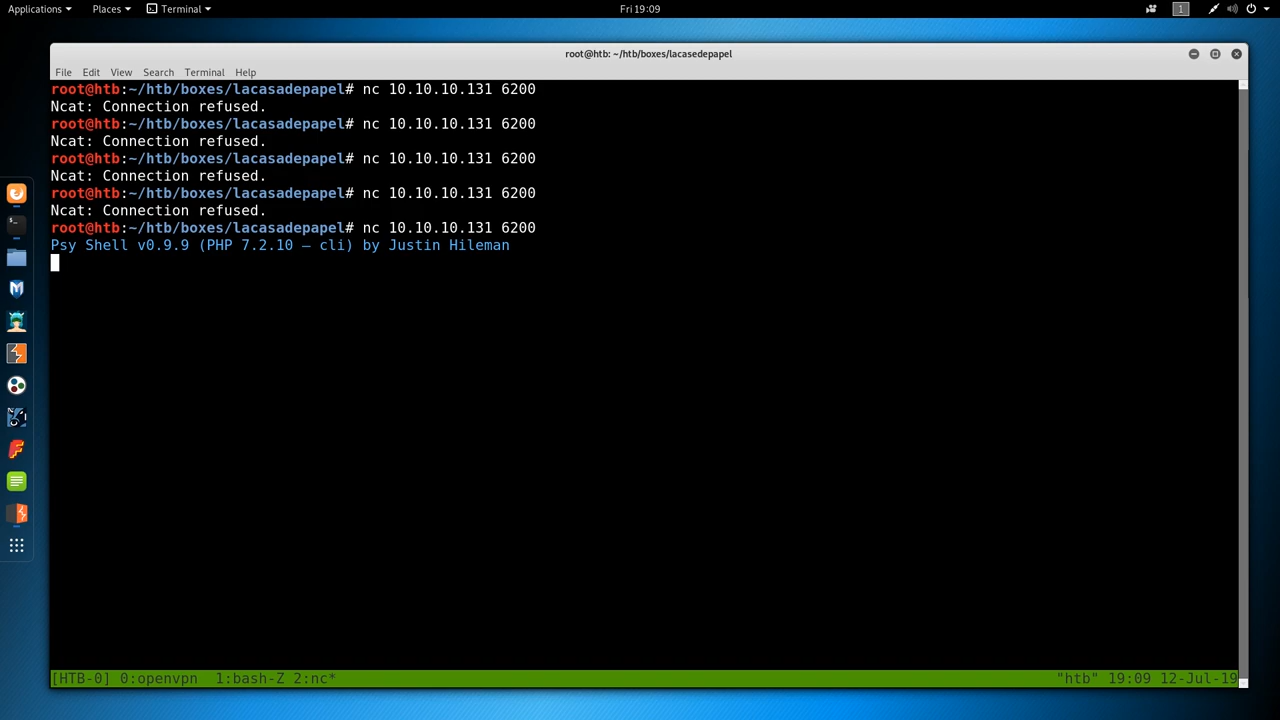 Applications Places Terminal Fri 19:09 1
root@htb: ~/htb/boxes/lacasedepapel
File Edit View Search Terminal Help
root@htb:~/htb/boxes/lacasadepapel# nc 10.10.10.131 6200
Ncat: Connection refused.
root@htb:~/htb/boxes/lacasadepapel# nc 10.10.10.131 6200
Ncat: Connection refused.
root@htb:~/htb/boxes/lacasadepapel# nc 10.10.10.131 6200
Ncat: Connection refused.
root@htb:~/htb/boxes/lacasadepapel# nc 10.10.10.131 6200
Ncat: Connection refused.
root@htb:~/htb/boxes/lacasadepapel# nc 10.10.10.131 6200
Psy Shell v0.9.9 (PHP 7.2.10 — cli) by Justin Hileman
[HTB-0] 0:openvpn 1:bash-Z 2:nc* "htb" 19:09 12-Jul-19